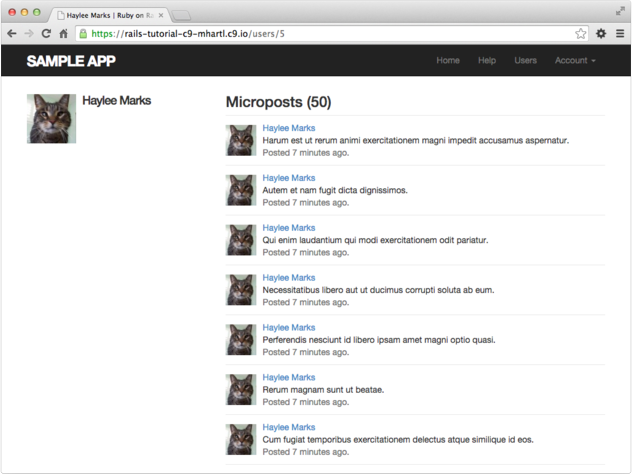 Haylee Marks | Ruby on Ra
https://rails-tutorial-c9-mhartl.c9.io/users/5
SAMPLE APP
Home Help Users Account
Haylee Marks
Microposts (50)
Haylee Marks
Harum est ut rerum animi exercitationem magni impedit accusamus aspernatur.
Posted 7 minutes ago.
Haylee Marks
Autem et nam fugit dicta dignissimos.
Posted 7 minutes ago.
Haylee Marks
Qui enim laudantium qui modi exercitationem odit pariatur.
Posted 7 minutes ago.
Haylee Marks
Necessitatibus libero aut ut ducimus corrupti soluta ab eum.
Posted 7 minutes ago.
Haylee Marks
Perferendis nesciunt id libero ipsam amet magni optio quasi.
Posted 7 minutes ago.
Haylee Marks
Rerum magnam sunt ut beatae.
Posted 7 minutes ago.
Haylee Marks
Cum fugiat temporibus exercitationem delectus atque similique id eos.
Posted 7 minutes ago.